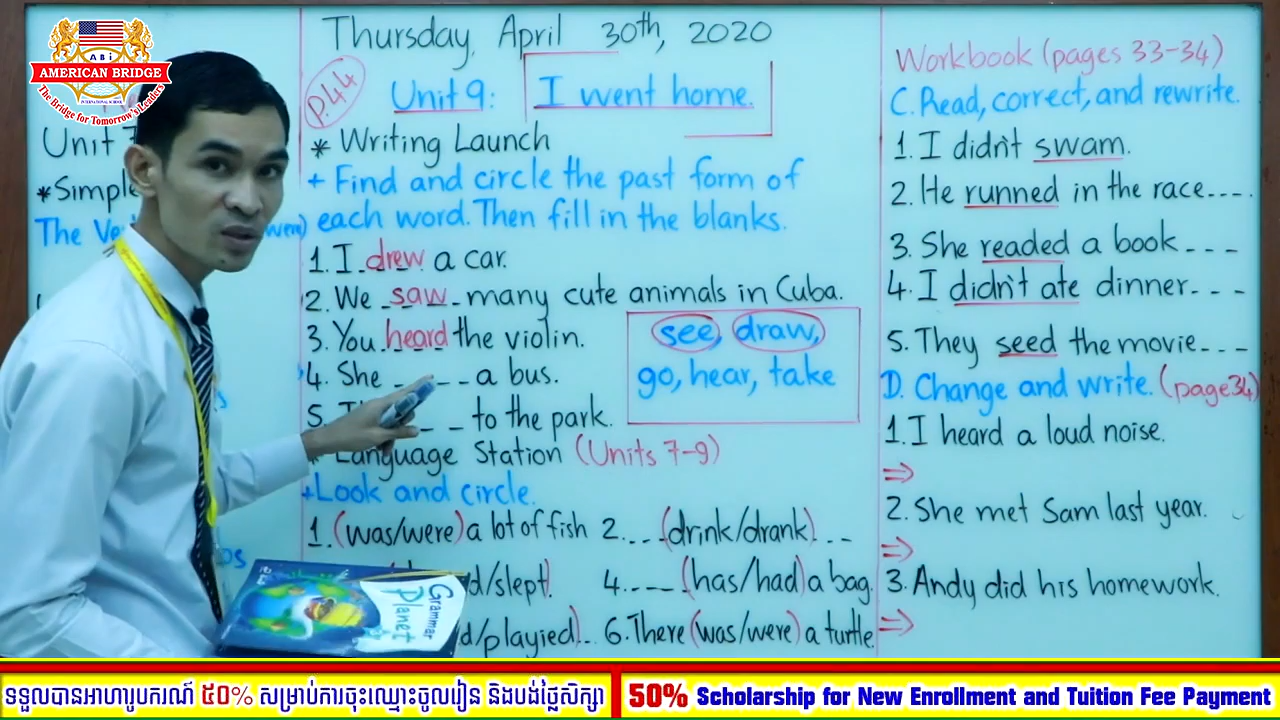 ABi
AMERICAN BRIDGE
INTERNATIONAL SCHOOL
The Bridge for Tomorrow's Leaders
Thursday, April 30th, 2020
P.44
Unit 9: I went home.
Unit 7
*Simple
The Ve
* Writing Launch
+ Find and circle the past form of
each word. Then fill in the blanks.
1. I drew a car.
2. We saw many cute animals in Cuba.
3. You heard the violin.
4. She _ _ _ _ a bus.
5. _ _ to the park.
see, draw,
go, hear, take
Language Station (Units 7-9)
+Look and circle.
1. (was/were) a lot of fish 2. _ _ _ (drink/drank) _ _
d/slept). 4. _ _ _ (has/had) a bag.
d/playied) _ _ 6. There (was/were) a turtle.
Workbook (pages 33-34)
C. Read, correct, and rewrite.
1. I didn't swam.
2. He runned in the race _ _ _ .
3. She readed a book _ _ _
4. I didn't ate dinner. _ _ _
5. They seed the movie _ _ _
D. Change and write. (page 34)
1. I heard a loud noise.
⇒
2. She met Sam last year.
⇒
3. Andy did his homework.
⇒
Grammar
Planet
ទទួលបានអាហារូបករណ៍ ៥០% សម្រាប់ការចុះឈ្មោះចូលរៀន និងបង់ថ្លៃសិក្សា
50% Scholarship for New Enrollment and Tuition Fee Payment